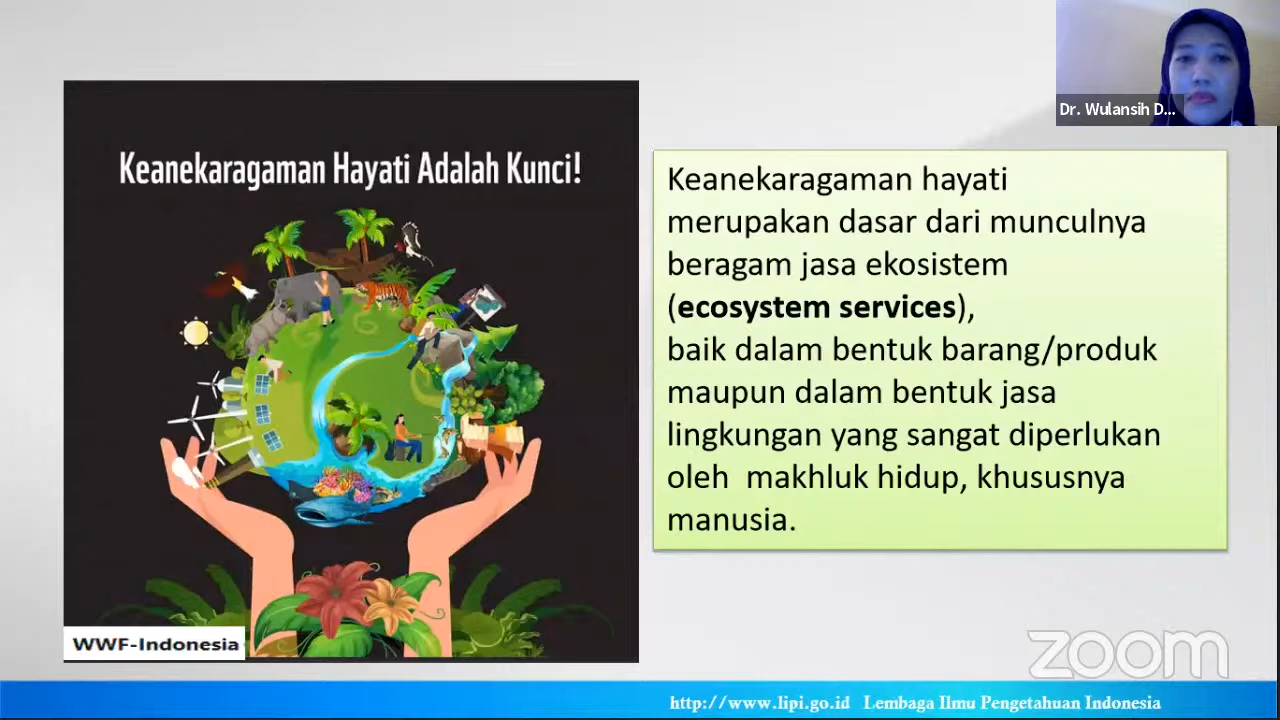 Dr. Wulansih D...
Keanekaragaman Hayati Adalah Kunci!
WWF-Indonesia
Keanekaragaman hayati
merupakan dasar dari munculnya
beragam jasa ekosistem
(ecosystem services),
baik dalam bentuk barang/produk
maupun dalam bentuk jasa
lingkungan yang sangat diperlukan
oleh  makhluk hidup, khususnya
manusia.
zoom
http://www.lipi.go.id   Lembaga Ilmu Pengetahuan Indonesia